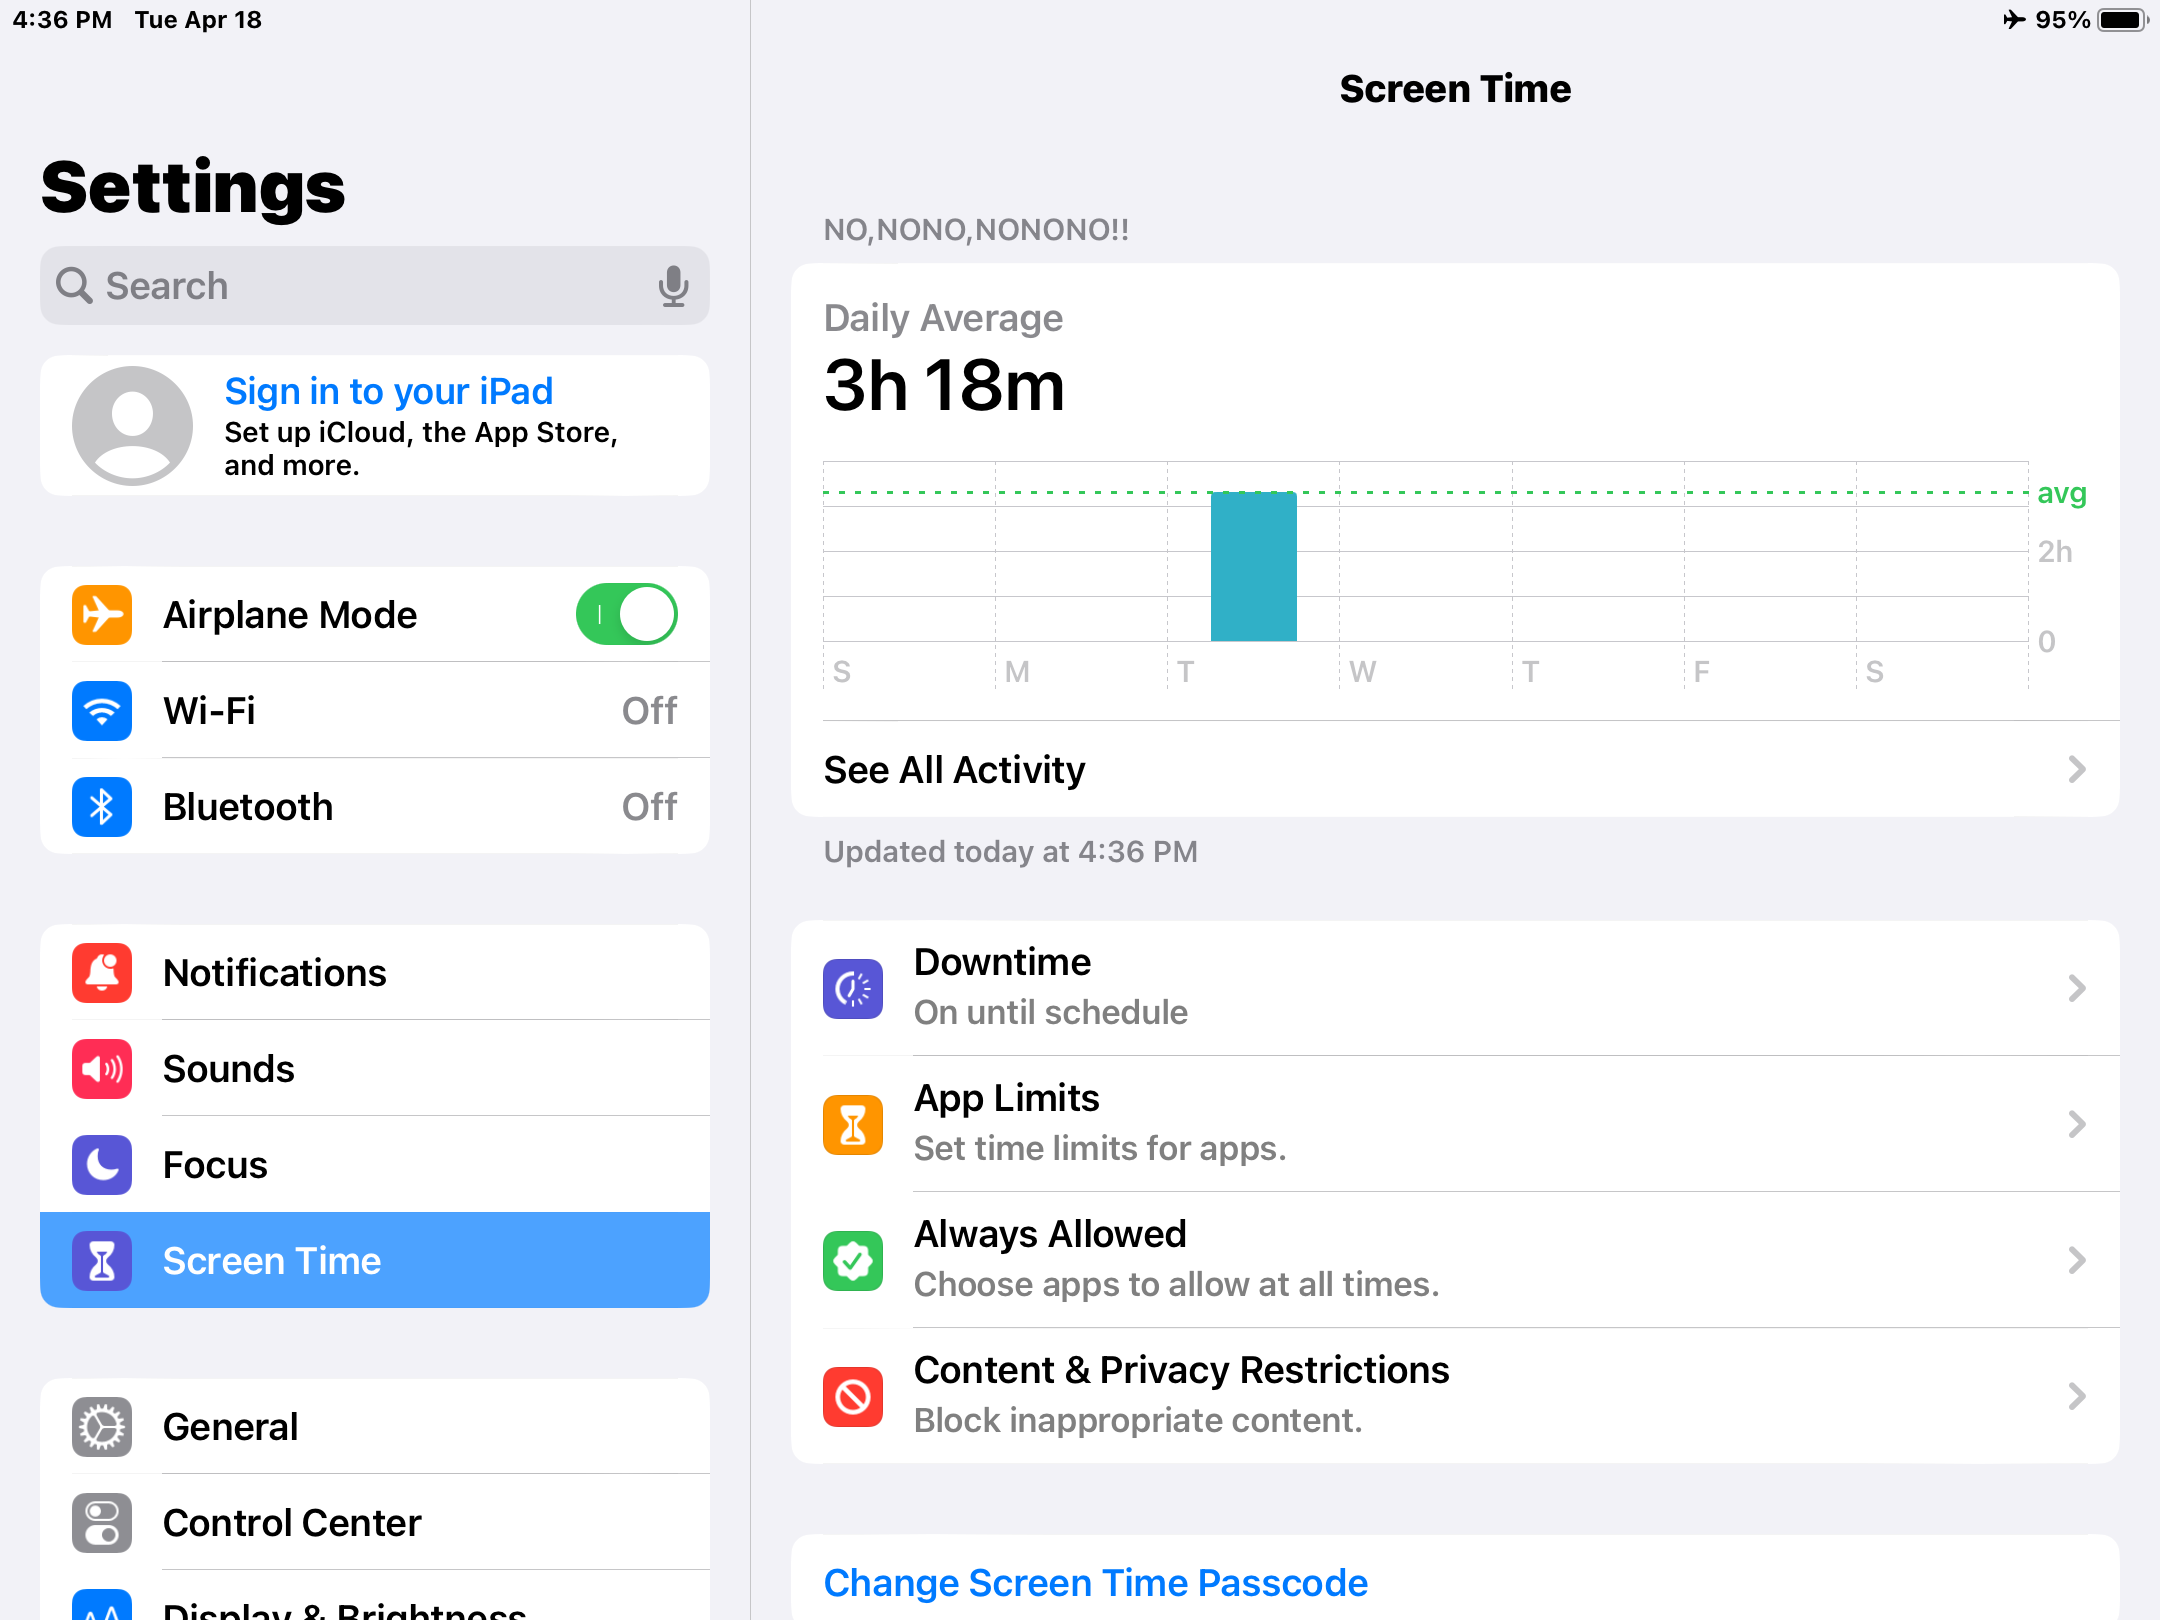 4:36 PM Tue Apr 18
95%
Settings
Search
Sign in to your iPad
Set up iCloud, the App Store,
and more.
Airplane Mode
Wi-Fi Off
Bluetooth Off
Notifications
Sounds
Focus
Screen Time
General
Control Center
Display & Brightness
Screen Time
NO,NONO,NONONO!!
Daily Average
3h 18m
avg
2h
0
S M T W T F S
See All Activity
Updated today at 4:36 PM
Downtime
On until schedule
App Limits
Set time limits for apps.
Always Allowed
Choose apps to allow at all times.
Content & Privacy Restrictions
Block inappropriate content.
Change Screen Time Passcode